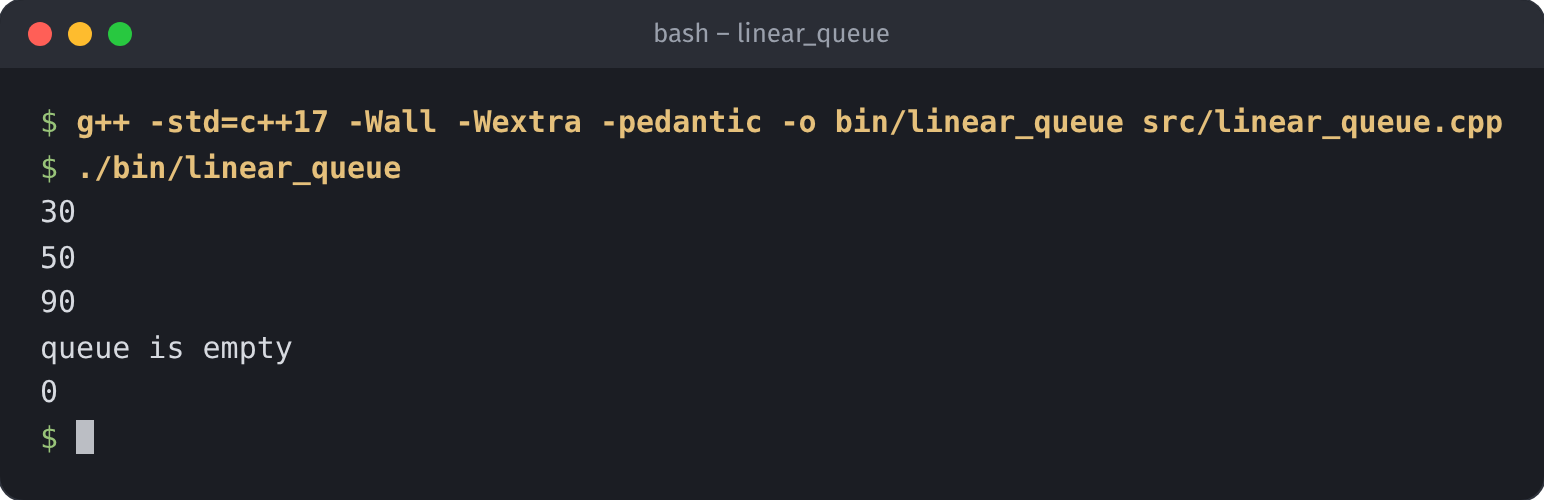 bash – linear_queue
$ g++ -std=c++17 -Wall -Wextra -pedantic -o bin/linear_queue src/linear_queue.cpp
$ ./bin/linear_queue
30
50
90
queue is empty
0
$